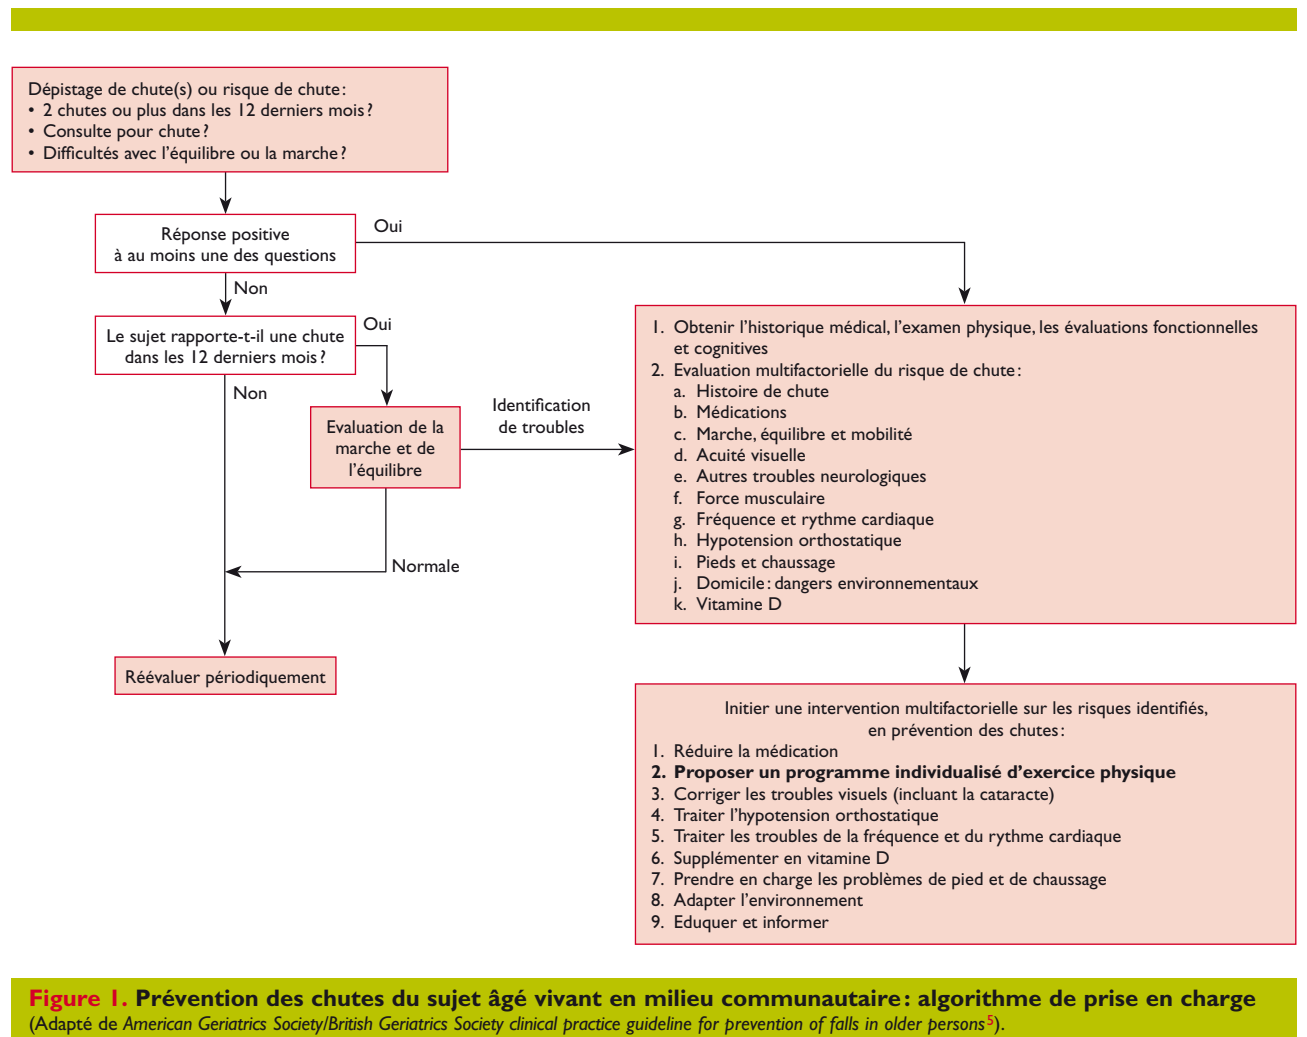 Dépistage de chute(s) ou risque de chute :
• 2 chutes ou plus dans les 12 derniers mois ?
• Consulte pour chute ?
• Difficultés avec l'équilibre ou la marche ?
Réponse positive
à au moins une des questions
Oui
Non
Le sujet rapporte-t-il une chute
dans les 12 derniers mois ?
Oui
Non
Evaluation de la
marche et de
l'équilibre
Identification
de troubles
Normale
Réévaluer périodiquement
1. Obtenir l'historique médical, l'examen physique, les évaluations fonctionnelles
et cognitives
2. Evaluation multifactorielle du risque de chute :
a. Histoire de chute
b. Médications
c. Marche, équilibre et mobilité
d. Acuité visuelle
e. Autres troubles neurologiques
f. Force musculaire
g. Fréquence et rythme cardiaque
h. Hypotension orthostatique
i. Pieds et chaussage
j. Domicile : dangers environnementaux
k. Vitamine D
Initier une intervention multifactorielle sur les risques identifiés,
en prévention des chutes :
1. Réduire la médication
2. Proposer un programme individualisé d'exercice physique
3. Corriger les troubles visuels (incluant la cataracte)
4. Traiter l'hypotension orthostatique
5. Traiter les troubles de la fréquence et du rythme cardiaque
6. Supplémenter en vitamine D
7. Prendre en charge les problèmes de pied et de chaussage
8. Adapter l'environnement
9. Eduquer et informer
Figure 1. Prévention des chutes du sujet âgé vivant en milieu communautaire : algorithme de prise en charge
(Adapté de American Geriatrics Society/British Geriatrics Society clinical practice guideline for prevention of falls in older persons5).